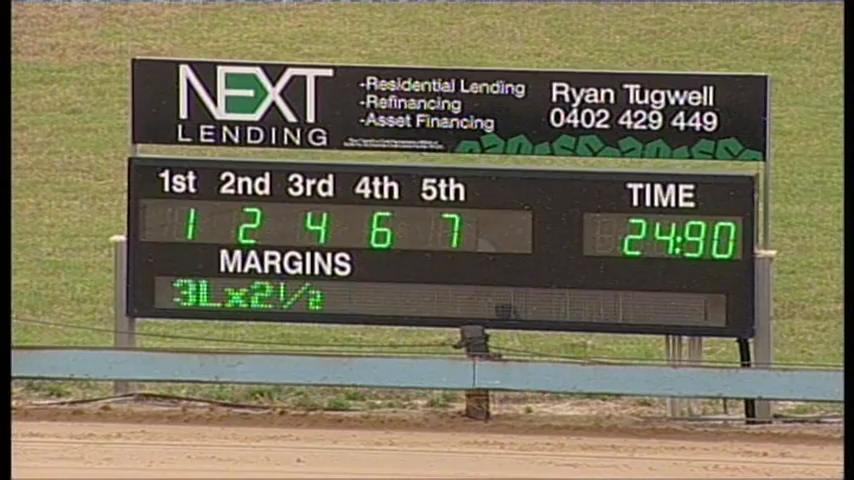 NEXT
LENDING
-Residential Lending
-Refinancing
-Asset Financing
Ryan Tugwell
0402 429 449
1st 2nd 3rd 4th 5th TIME
1 2 4 6 7 24:90
MARGINS
3Lx2½